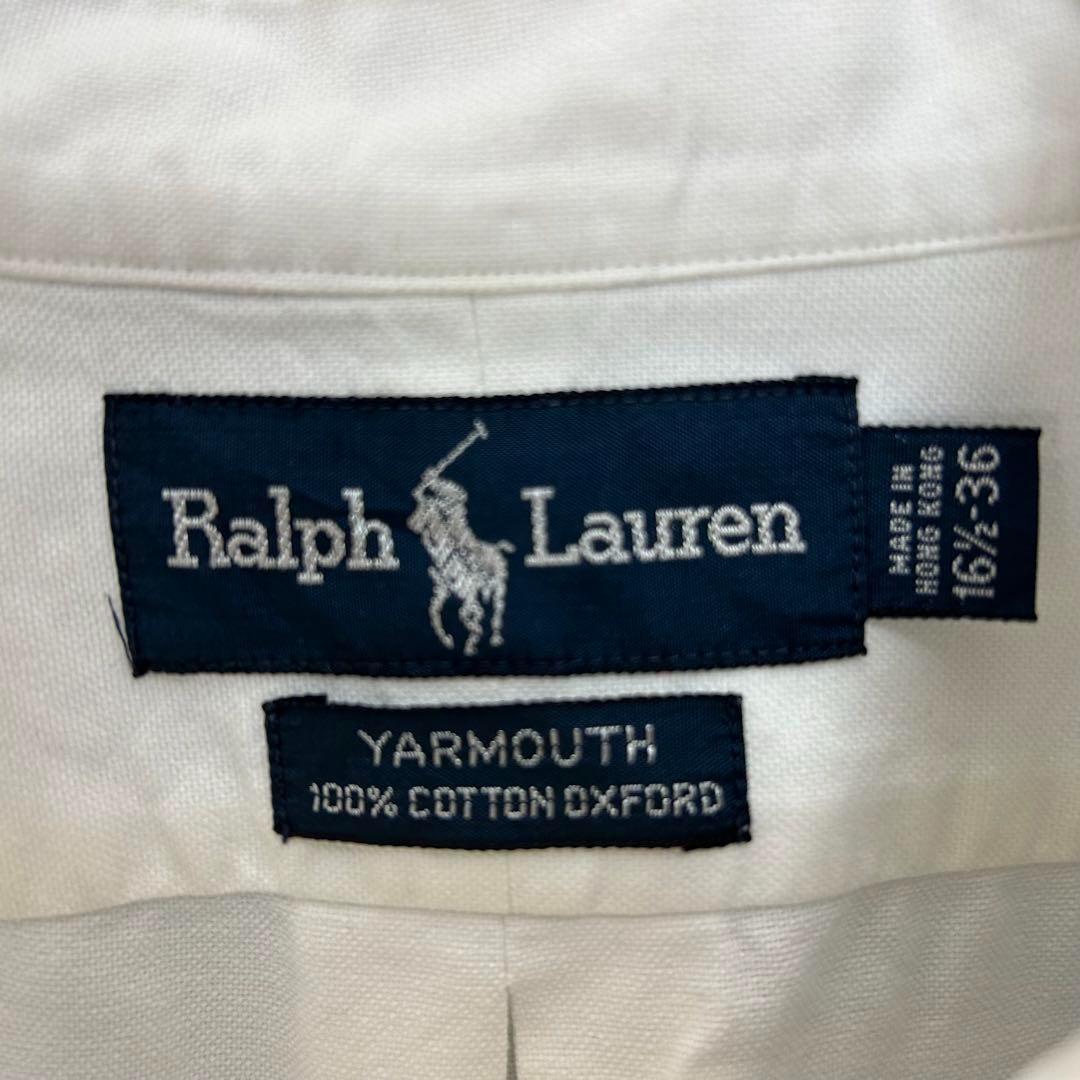 Ralph Lauren
MADE IN
HONG KONG
16½-36
YARMOUTH
100% COTTON OXFORD